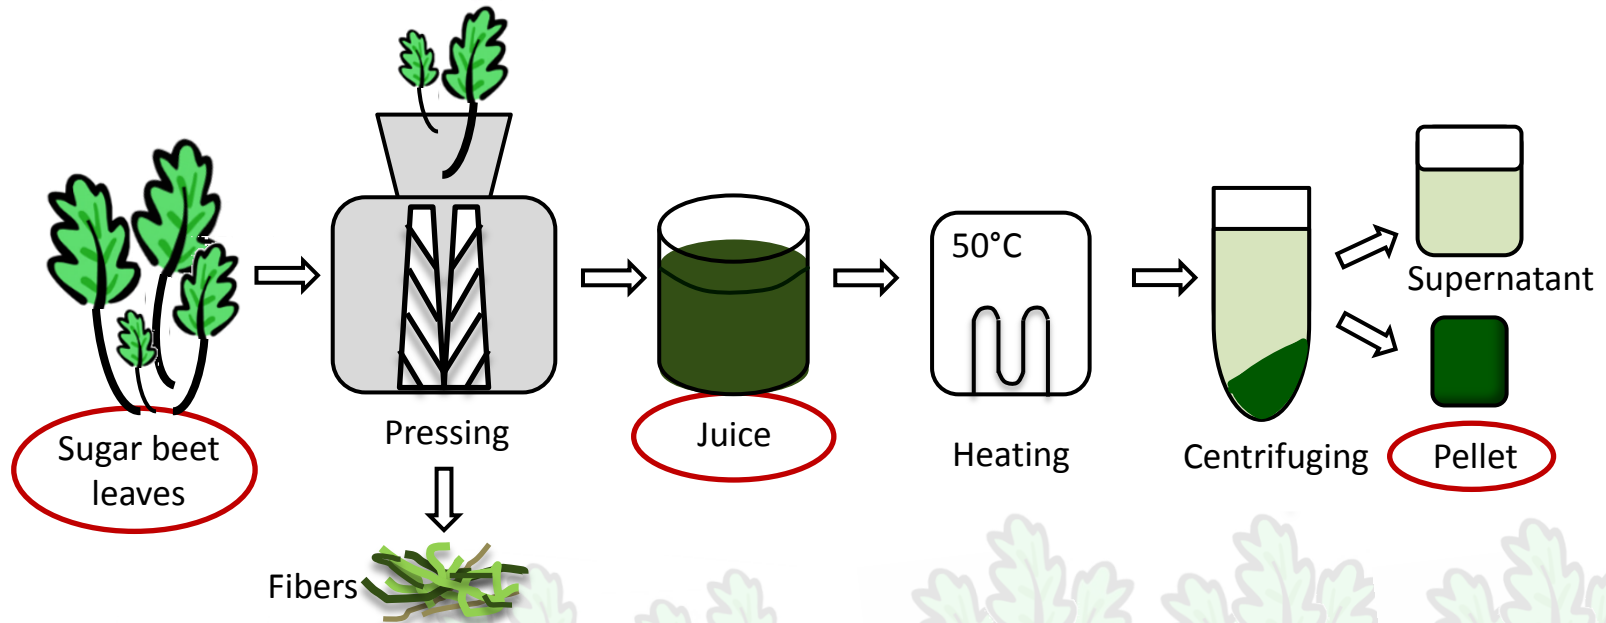 Sugar beet
leaves
Pressing
Fibers
Juice
50°C
Heating
Centrifuging
Supernatant
Pellet